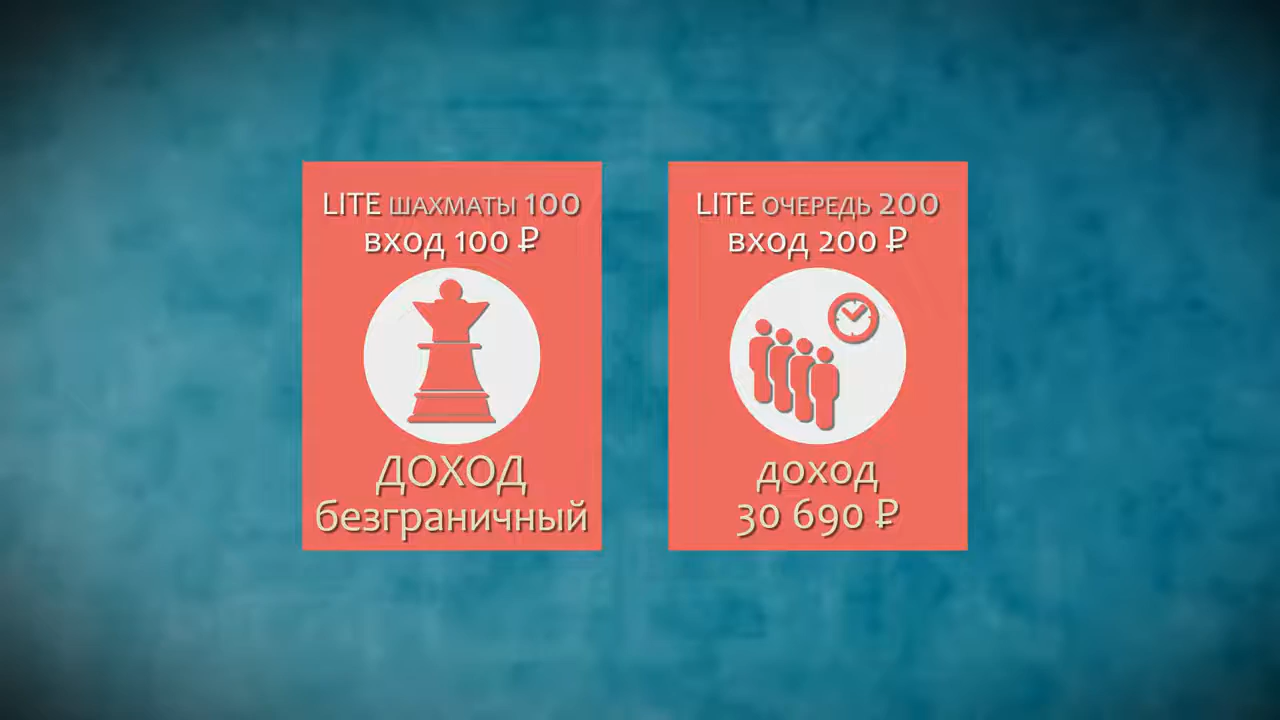 LITE ШАХМАТЫ 100
вход 100 ₽
ДОХОД
безграничный
LITE ОЧЕРЕДЬ 200
вход 200 ₽
доход
30 690 ₽